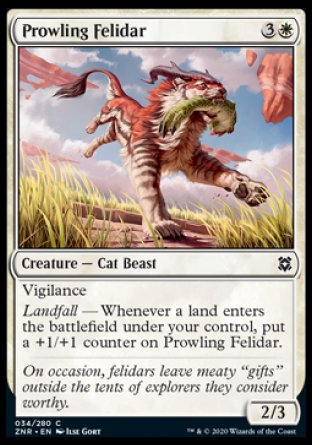 Prowling Felidar 3
Creature — Cat Beast
Vigilance
Landfall — Whenever a land enters
the battlefield under your control, put
a +1/+1 counter on Prowling Felidar.
On occasion, felidars leave meaty “gifts”
outside the tents of explorers they consider
worthy.
2/3
034/280 C
ZNR • EN Ilse Gort ™ & © 2020 Wizards of the Coast